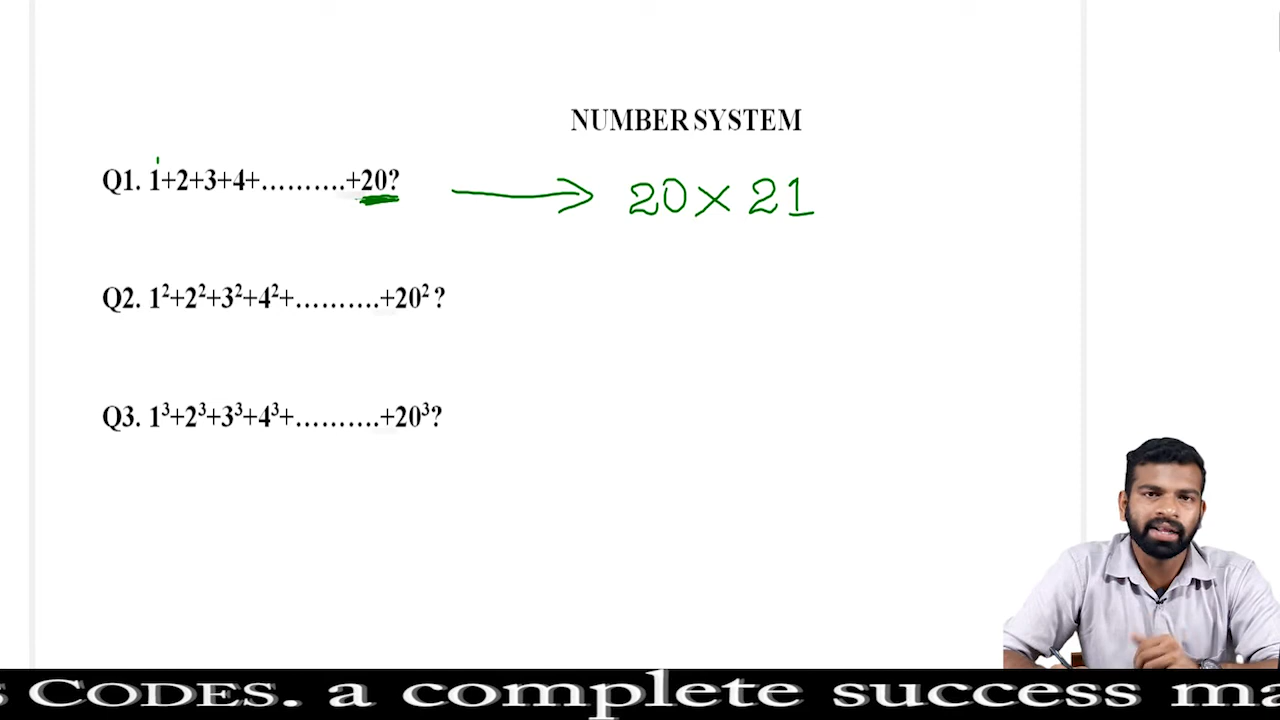 NUMBER SYSTEM
Q1. 1+2+3+4+……….+20?
20 × 21
Q2. 1²+2²+3²+4²+……….+20² ?
Q3. 1³+2³+3³+4³+……….+20³?
S CODES. a complete success ma